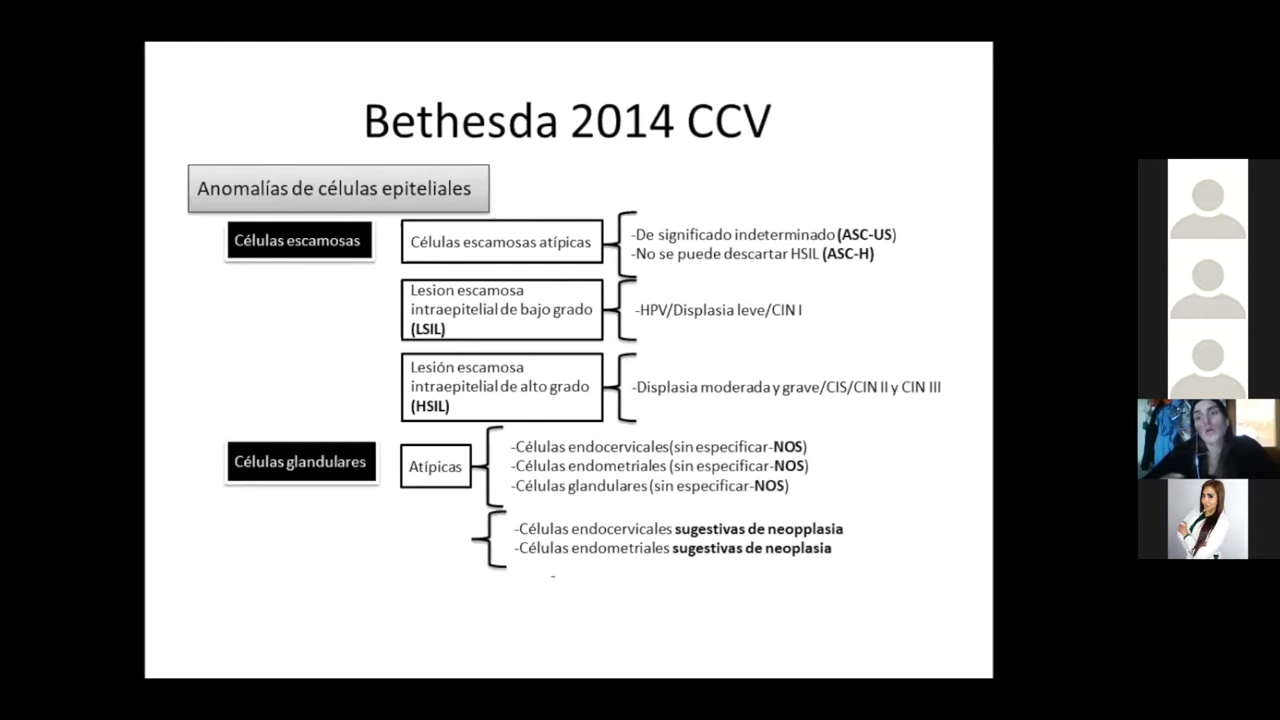 Bethesda 2014 CCV
Anomalías de células epiteliales
Células escamosas
Células escamosas atípicas
-De significado indeterminado (ASC-US)
-No se puede descartar HSIL (ASC-H)
Lesion escamosa
intraepitelial de bajo grado
(LSIL)
-HPV/Displasia leve/CIN I
Lesión escamosa
intraepitelial de alto grado
(HSIL)
-Displasia moderada y grave/CIS/CIN II y CIN III
Células glandulares
Atípicas
-Células endocervicales(sin especificar-NOS)
-Células endometriales (sin especificar-NOS)
-Células glandulares (sin especificar-NOS)
-Células endocervicales sugestivas de neopplasia
-Células endometriales sugestivas de neoplasia